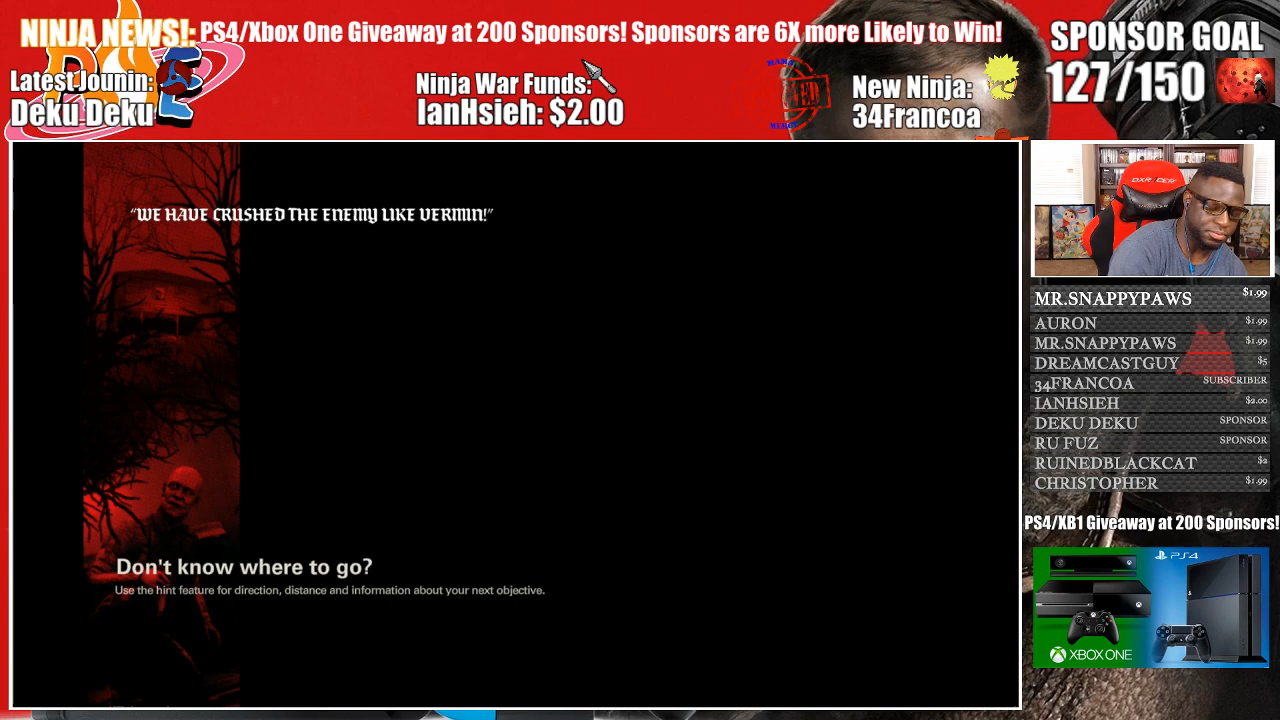 NINJA NEWS!: PS4/Xbox One Giveaway at 200 Sponsors! Sponsors are 6X more Likely to Win!
SPONSOR GOAL
127/150
Latest Jounin:
Deku Deku
Ninja War Funds:
IanHsieh: $2.00
New Ninja:
34Francoa
"WE HAVE CRUSHED THE ENEMY LIKE VERMIN!"
Don't know where to go?
Use the hint feature for direction, distance and information about your next objective.
DXRACER
MR.SNAPPYPAWS $1.99
AURON $1.99
MR.SNAPPYPAWS $1.99
DREAMCASTGUY $5
34FRANCOA SUBSCRIBER
IANHSIEH $2.00
DEKU DEKU SPONSOR
RU FUZ SPONSOR
RUINEDBLACKCAT $2
CHRISTOPHER $1.99
PS4/XB1 Giveaway at 200 Sponsors!
PS4
XBOX ONE